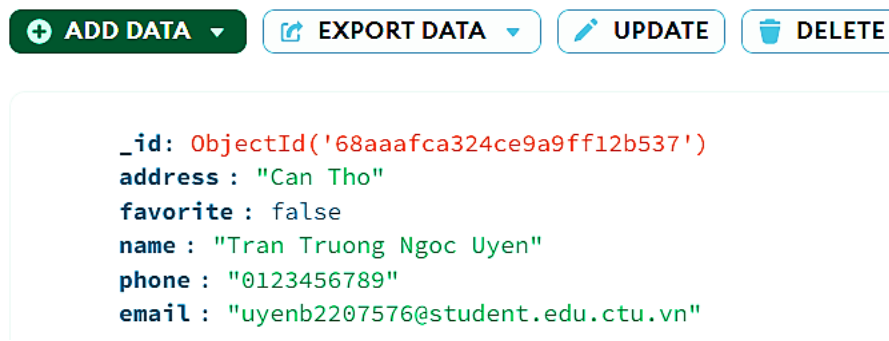 ADD DATA EXPORT DATA UPDATE DELETE
_id: ObjectId('68aaafca324ce9a9ff12b537')
address : "Can Tho"
favorite : false
name : "Tran Truong Ngoc Uyen"
phone : "0123456789"
email : "uyenb2207576@student.edu.ctu.vn"